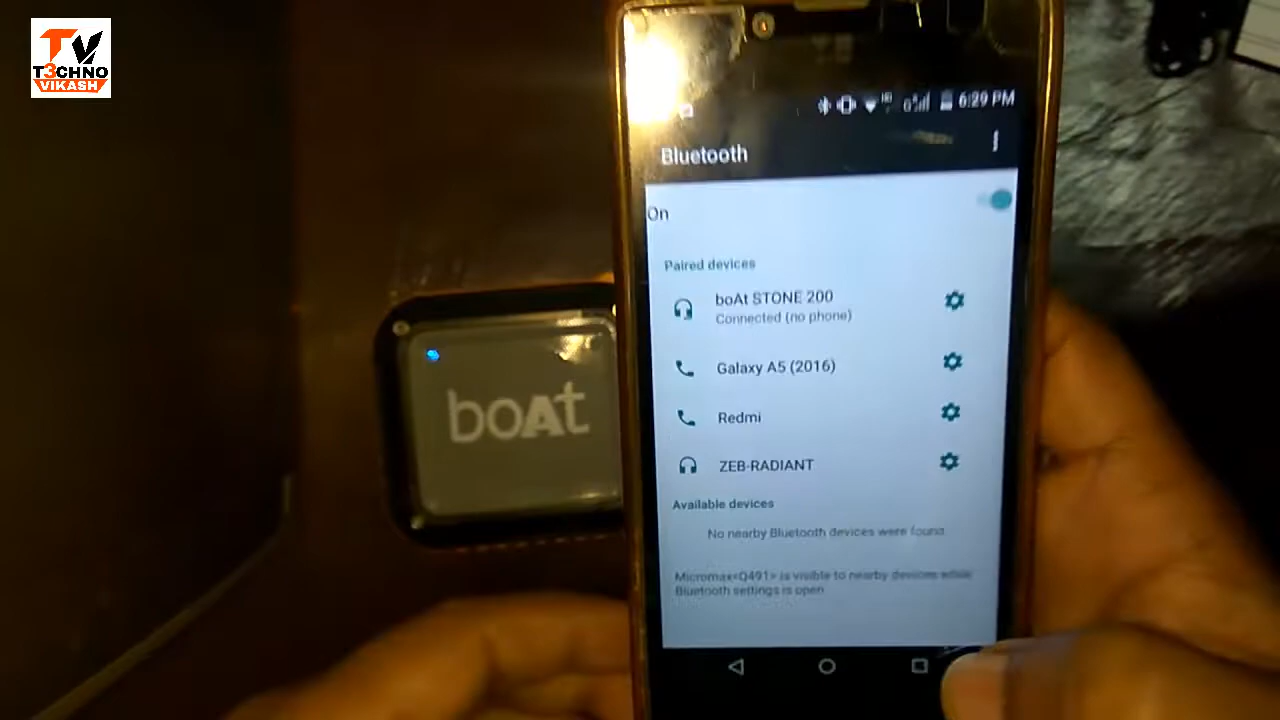 TV
T3CHNO
VIKASH
6:29 PM
Bluetooth
On
Paired devices
boAt STONE 200
Connected (no phone)
Galaxy A5 (2016)
Redmi
ZEB-RADIANT
Available devices
No nearby Bluetooth devices were found.
Micromax<Q491> is visible to nearby devices while
Bluetooth settings is open.
boAt